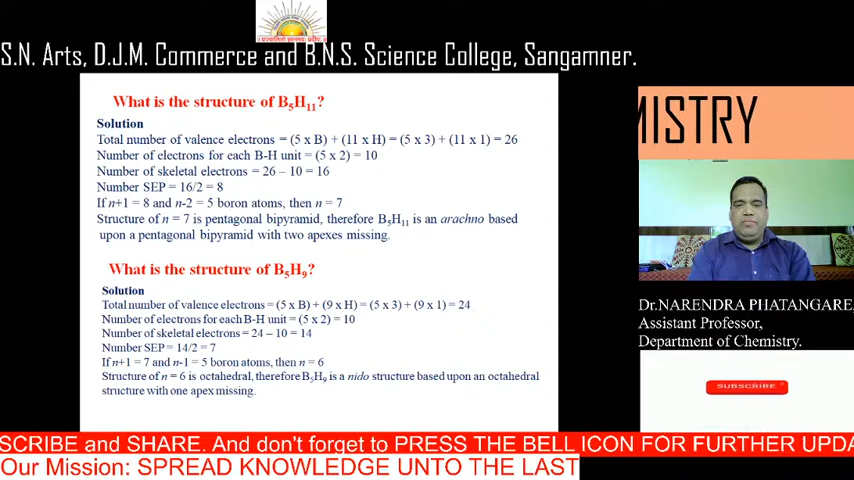 S.N. Arts, D.J.M. Commerce and B.N.S. Science College, Sangamner.
What is the structure of B5H11?
Solution
Total number of valence electrons = (5 x B) + (11 x H) = (5 x 3) + (11 x 1) = 26
Number of electrons for each B-H unit = (5 x 2) = 10
Number of skeletal electrons = 26 – 10 = 16
Number SEP = 16/2 = 8
If n+1 = 8 and n-2 = 5 boron atoms, then n = 7
Structure of n = 7 is pentagonal bipyramid, therefore B5H11 is an arachno based
upon a pentagonal bipyramid with two apexes missing.
What is the structure of B5H9?
Solution
Total number of valence electrons = (5 x B) + (9 x H) = (5 x 3) + (9 x 1) = 24
Number of electrons for each B-H unit = (5 x 2) = 10
Number of skeletal electrons = 24 – 10 = 14
Number SEP = 14/2 = 7
If n+1 = 7 and n-1 = 5 boron atoms, then n = 6
Structure of n = 6 is octahedral, therefore B5H9 is a nido structure based upon an octahedral
structure with one apex missing.
MISTRY
Dr.NARENDRA PHATANGARE,
Assistant Professor,
Department of Chemistry.
SUBSCRIBE
SCRIBE and SHARE. And don't forget to PRESS THE BELL ICON FOR FURTHER UPDA
Our Mission: SPREAD KNOWLEDGE UNTO THE LAST